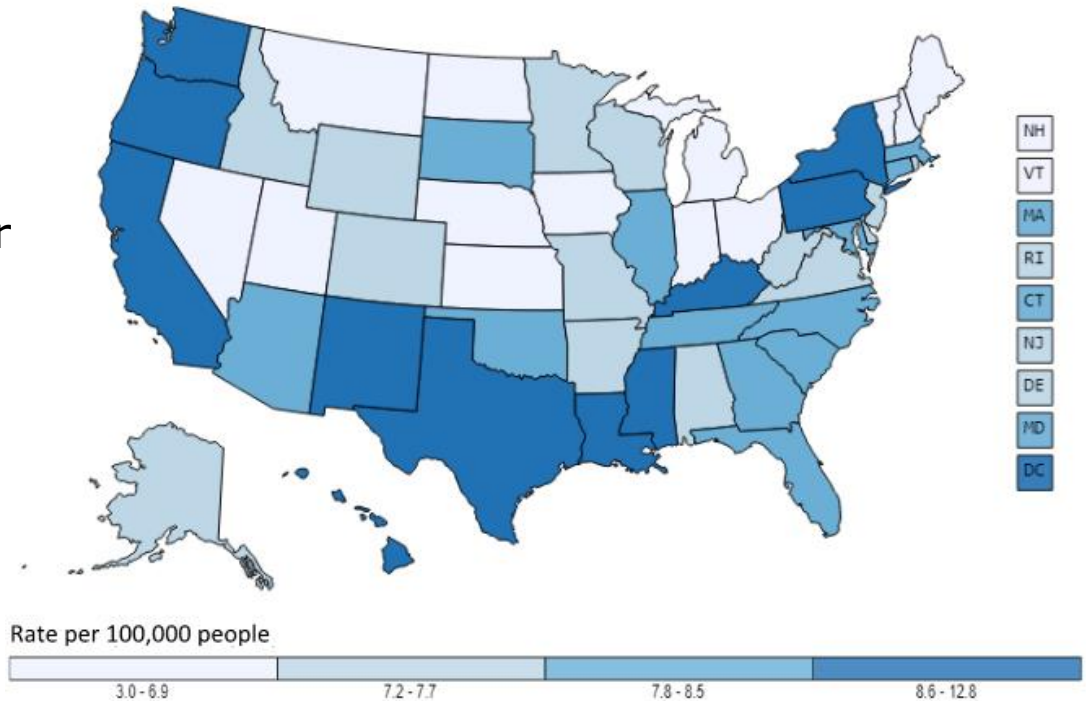 r
NH
VT
MA
RI
CT
NJ
DE
MD
DC
Rate per 100,000 people
3.0 - 6.9
7.2 - 7.7
7.8 - 8.5
8.6 - 12.8